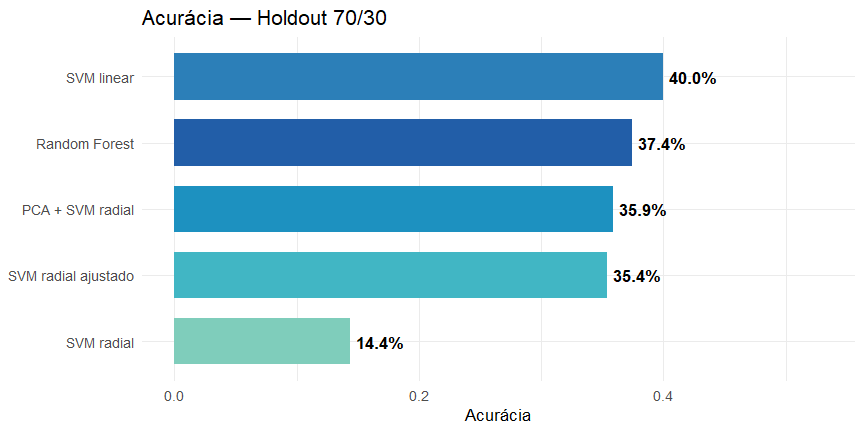 Acurácia — Holdout 70/30
SVM linear
40.0%
Random Forest
37.4%
PCA + SVM radial
35.9%
SVM radial ajustado
35.4%
SVM radial
14.4%
0.0
0.2
0.4
Acurácia